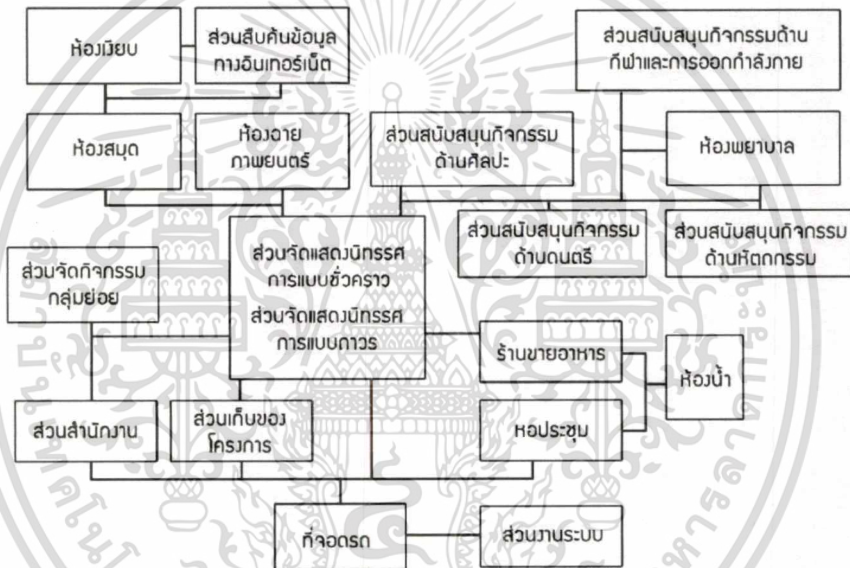 ห้องเงียบ
ส่วนสืบค้นข้อมูล
ทางอินเทอร์เน็ต
ส่วนสนับสนุนกิจกรรมด้าน
กีฬาและการออกกำลังกาย
ห้องสมุด
ห้องฉาย
ภาพยนตร์
ส่วนสนับสนุนกิจกรรม
ด้านศิลปะ
ห้องพยาบาล
ส่วนสนับสนุนกิจกรรม
ด้านดนตรี
ส่วนสนับสนุนกิจกรรม
ด้านหัตถกรรม
ส่วนจัดกิจกรรม
กลุ่มย่อย
ส่วนจัดแสดงนิทรรศ
การแบบชั่วคราว
ส่วนจัดแสดงนิทรรศ
การแบบถาวร
ร้านขายอาหาร
ห้องน้ำ
ส่วนสำนักงาน
ส่วนเก็บของ
โครงการ
หอประชุม
ที่จอดรถ
ส่วนงานระบบ